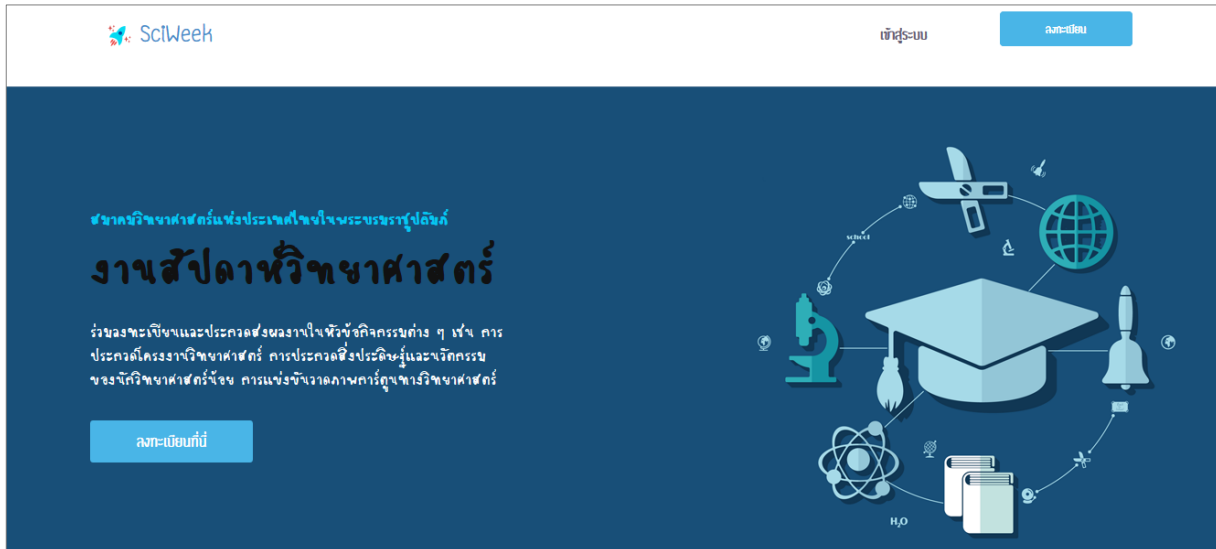 SciWeek
เข้าสู่ระบบ
ลงทะเบียน
สมาคมวิทยาศาสตร์แห่งประเทศไทยในพระบรมราชูปถัมภ์
งานสัปดาห์วิทยาศาสตร์
ร่วมลงทะเบียนและประกวดส่งผลงานในหัวข้อกิจกรรมต่าง ๆ เช่น การ
ประกวดโครงงานวิทยาศาสตร์ การประกวดสิ่งประดิษฐ์และนวัตกรรม
ของนักวิทยาศาสตร์น้อย การแข่งขันวาดภาพการ์ตูนทางวิทยาศาสตร์
ลงทะเบียนที่นี่
school
H₂O